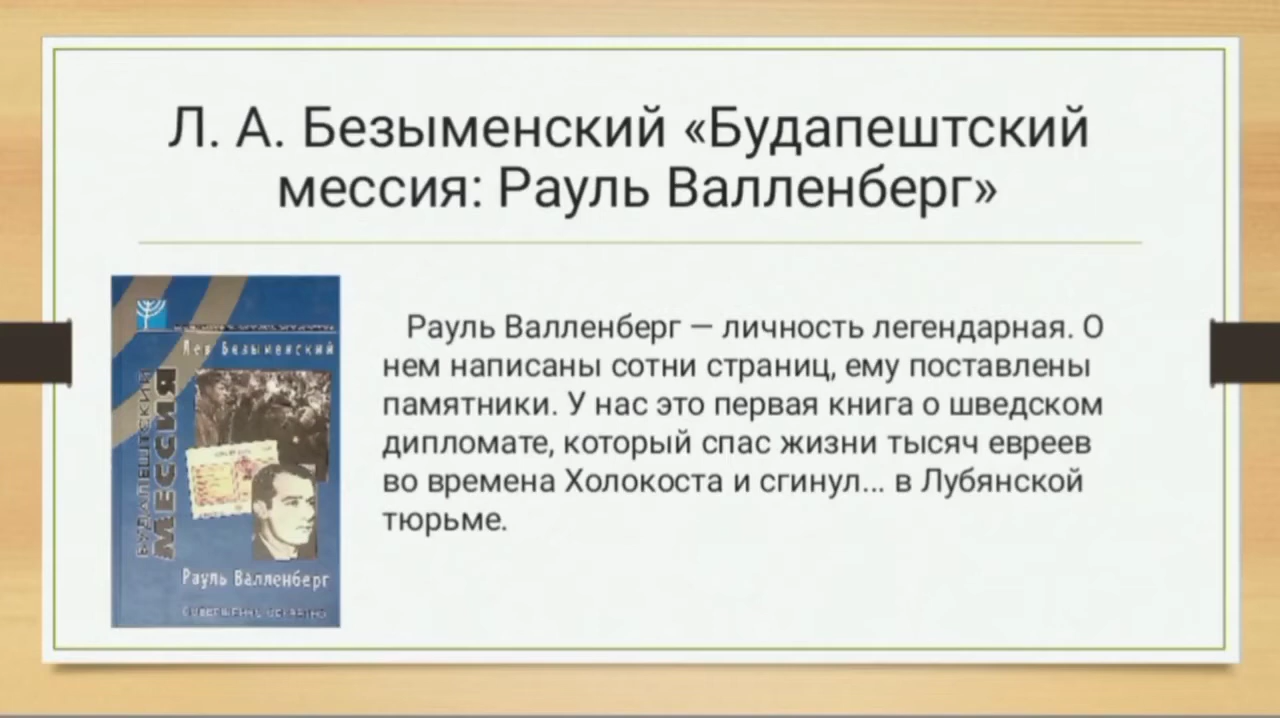 Л. А. Безыменский «Будапештский
мессия: Рауль Валленберг»
Рауль Валленберг — личность легендарная. О
нем написаны сотни страниц, ему поставлены
памятники. У нас это первая книга о шведском
дипломате, который спас жизни тысяч евреев
во времена Холокоста и сгинул... в Лубянской
тюрьме.
Лев Безыменский
БУДАПЕШТСКИЙ
МЕССИЯ
Рауль Валленберг